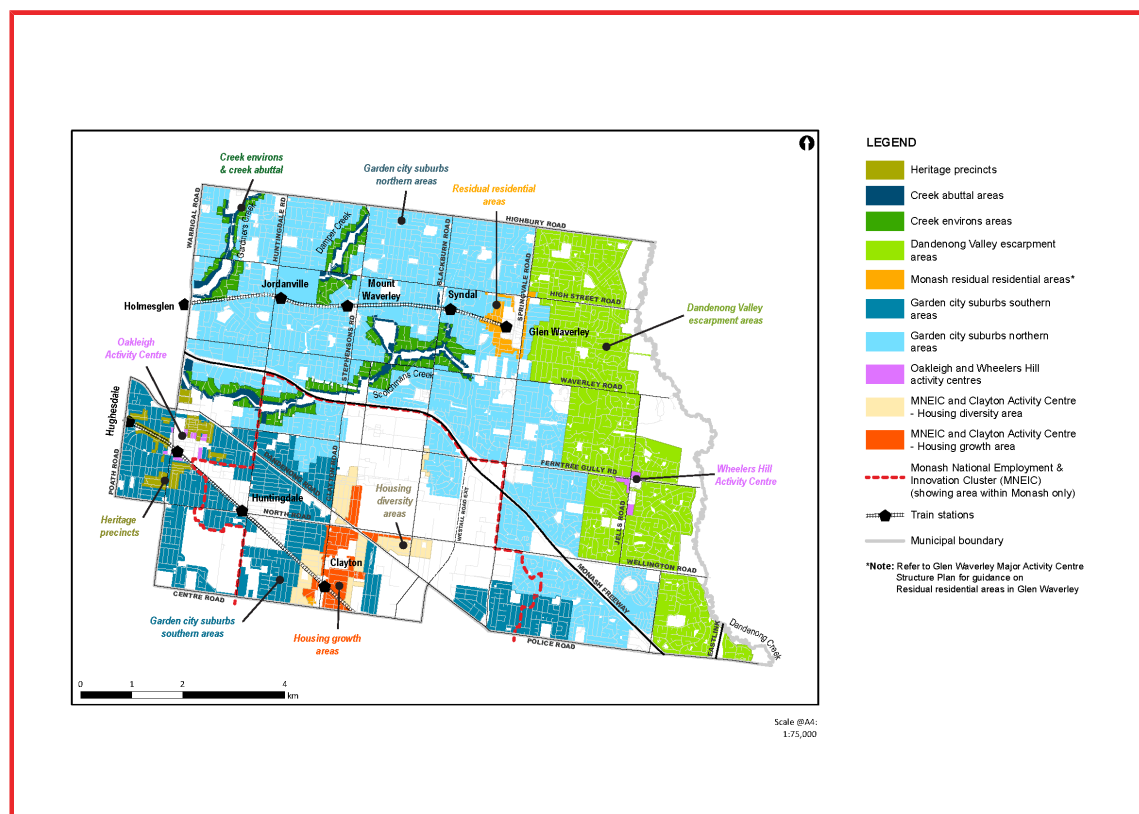 Creek environs
& creek abuttal
Garden city suburbs
northern areas
Residual residential
areas
WARRIGAL ROAD
Gardiners Creek
HUNTINGDALE RD
Damper Creek
BLACKBURN ROAD
HIGHBURY ROAD
SPRINGVALE ROAD
HIGH STREET ROAD
Jordanville
Mount
Waverley
Syndal
Holmesglen
Glen Waverley
Dandenong Valley
escarpment areas
Oakleigh
Activity Centre
STEPHENSONS RD
Scotchmans Creek
WAVERLEY ROAD
Hughesdale
POATH ROAD
FERNTREE GULLY RD
Wheelers Hill
Activity Centre
Huntingdale
NORTH ROAD
Housing
diversity
areas
WESTALL ROAD EXT
JELLS ROAD
Heritage
precincts
Clayton
WELLINGTON ROAD
MONASH FREEWAY
CENTRE ROAD
Garden city suburbs
southern areas
Housing growth
areas
POLICE ROAD
EASTLINK
Dandenong Creek
0 1 2 4
km
Scale @A4:
1:75,000
LEGEND
Heritage precincts
Creek abuttal areas
Creek environs areas
Dandenong Valley escarpment
areas
Monash residual residential areas*
Garden city suburbs southern
areas
Garden city suburbs northern
areas
Oakleigh and Wheelers Hill
activity centres
MNEIC and Clayton Activity Centre
- Housing diversity area
MNEIC and Clayton Activity Centre
- Housing growth area
Monash National Employment &
Innovation Cluster (MNEIC)
(showing area within Monash only)
Train stations
Municipal boundary
*Note: Refer to Glen Waverley Major Activity Centre
Structure Plan for guidance on
Residual residential areas in Glen Waverley